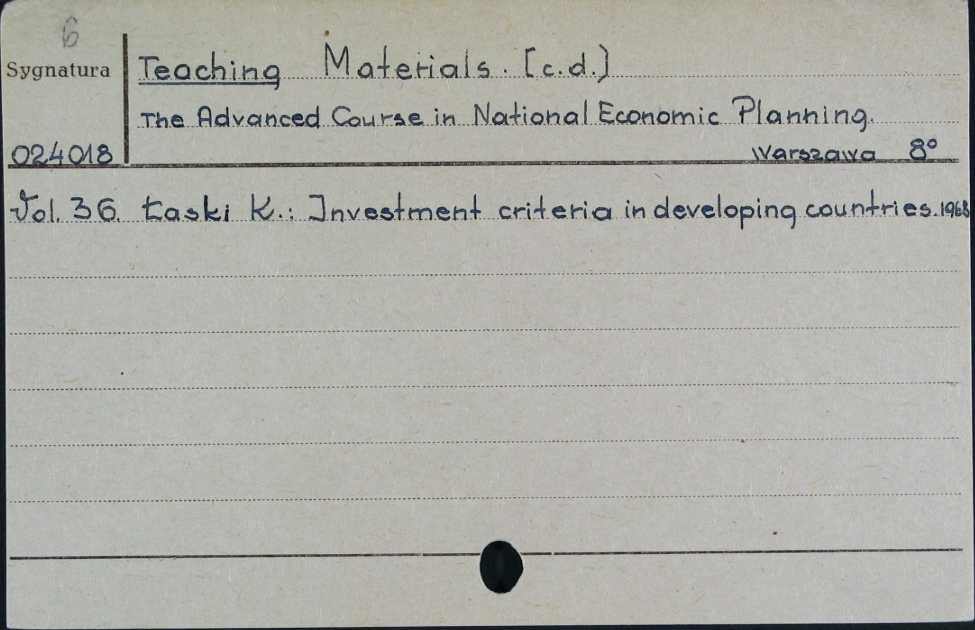 6
Sygnatura
Teaching Materials. [c.d.]
The Advanced Course in National Economic Planning.
024018
Warszawa 8°
Vol. 36. Łaski K.: Investment criteria in developing countries. 1968